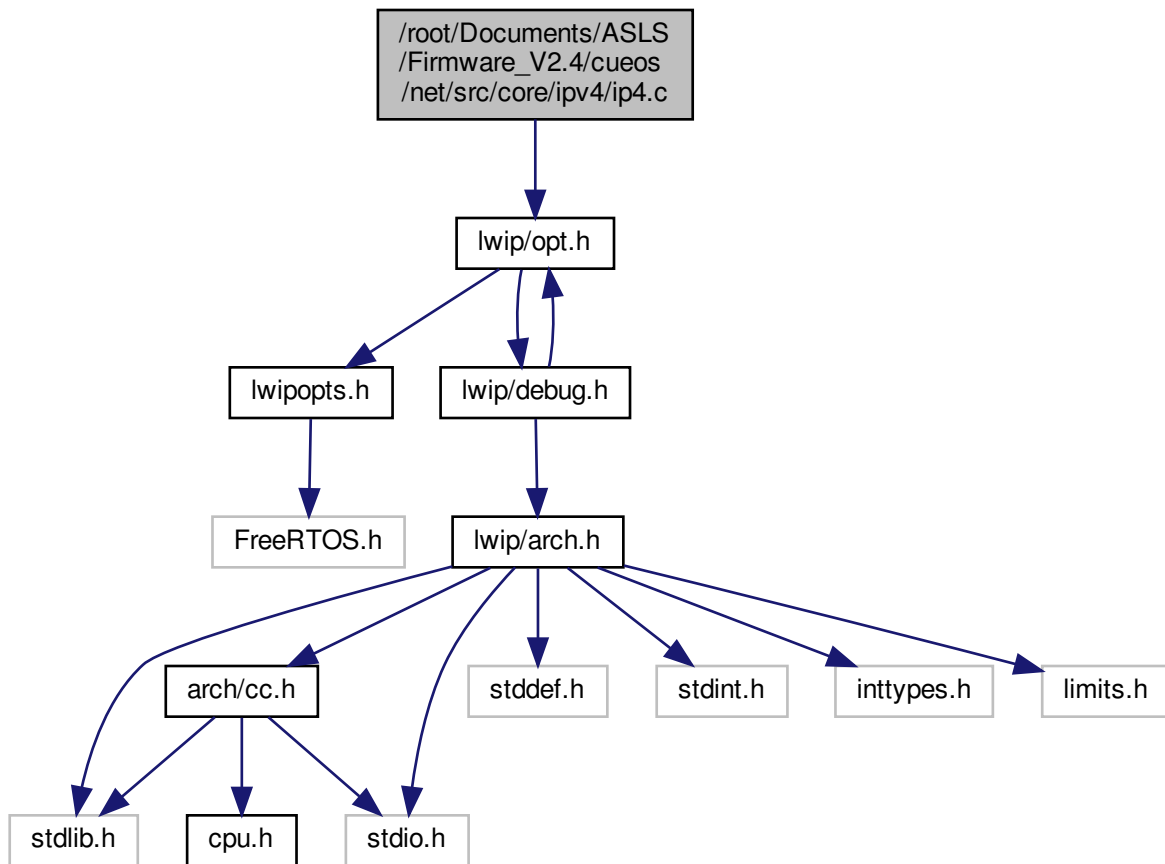 /root/Documents/ASLS
/Firmware_V2.4/cueos
/net/src/core/ipv4/ip4.c
lwip/opt.h
lwipopts.h
lwip/debug.h
FreeRTOS.h
lwip/arch.h
arch/cc.h
stddef.h
stdint.h
inttypes.h
limits.h
stdlib.h
cpu.h
stdio.h